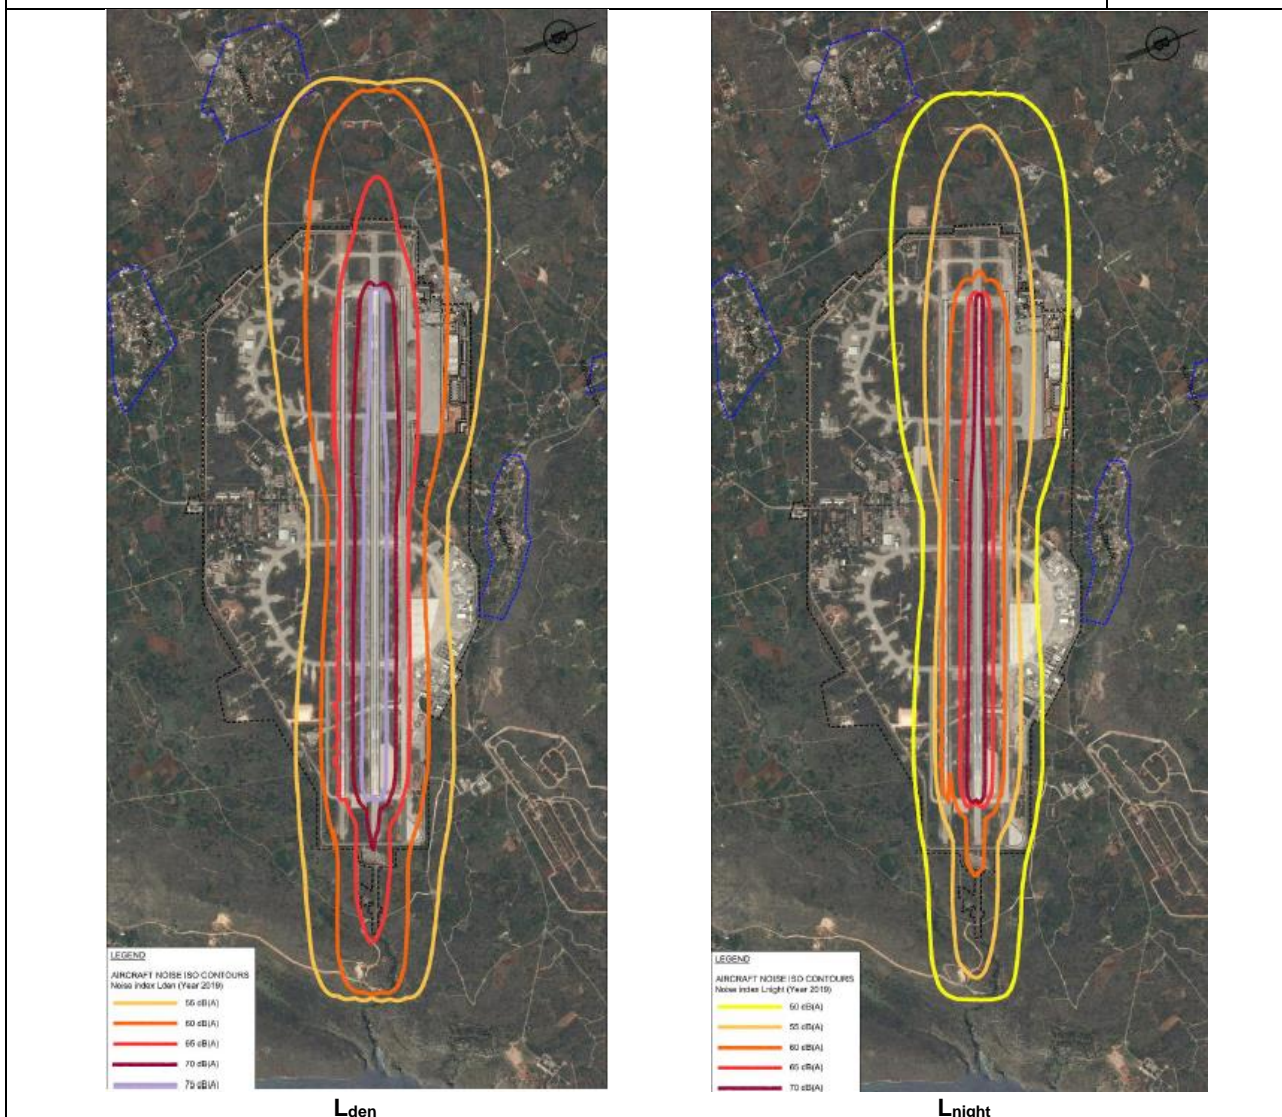 LEGEND
AIRCRAFT NOISE ISO CONTOURS
Noise index Lden (Year 2019)
55 dB(A)
60 dB(A)
65 dB(A)
70 dB(A)
75 dB(A)
Lden
LEGEND
AIRCRAFT NOISE ISO CONTOURS
Noise index Lnight (Year 2019)
50 dB(A)
55 dB(A)
60 dB(A)
65 dB(A)
70 dB(A)
Lnight